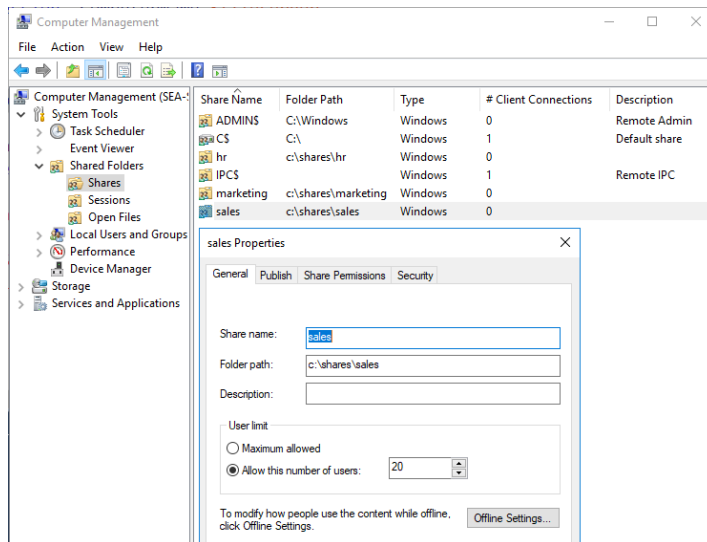 Computer Management
File Action View Help
Computer Management (SEA-
System Tools
Task Scheduler
Event Viewer
Shared Folders
Shares
Sessions
Open Files
Local Users and Groups
Performance
Device Manager
Storage
Services and Applications
Share Name Folder Path Type # Client Connections Description
ADMIN$ C:\Windows Windows 0 Remote Admin
C$ C:\ Windows 1 Default share
hr c:\shares\hr Windows 0
IPC$ Windows 1 Remote IPC
marketing c:\shares\marketing Windows 0
sales c:\shares\sales Windows 0
sales Properties
General Publish Share Permissions Security
Share name: sales
Folder path: c:\shares\sales
Description:
User limit
Maximum allowed
Allow this number of users: 20
To modify how people use the content while offline,
click Offline Settings.
Offline Settings...